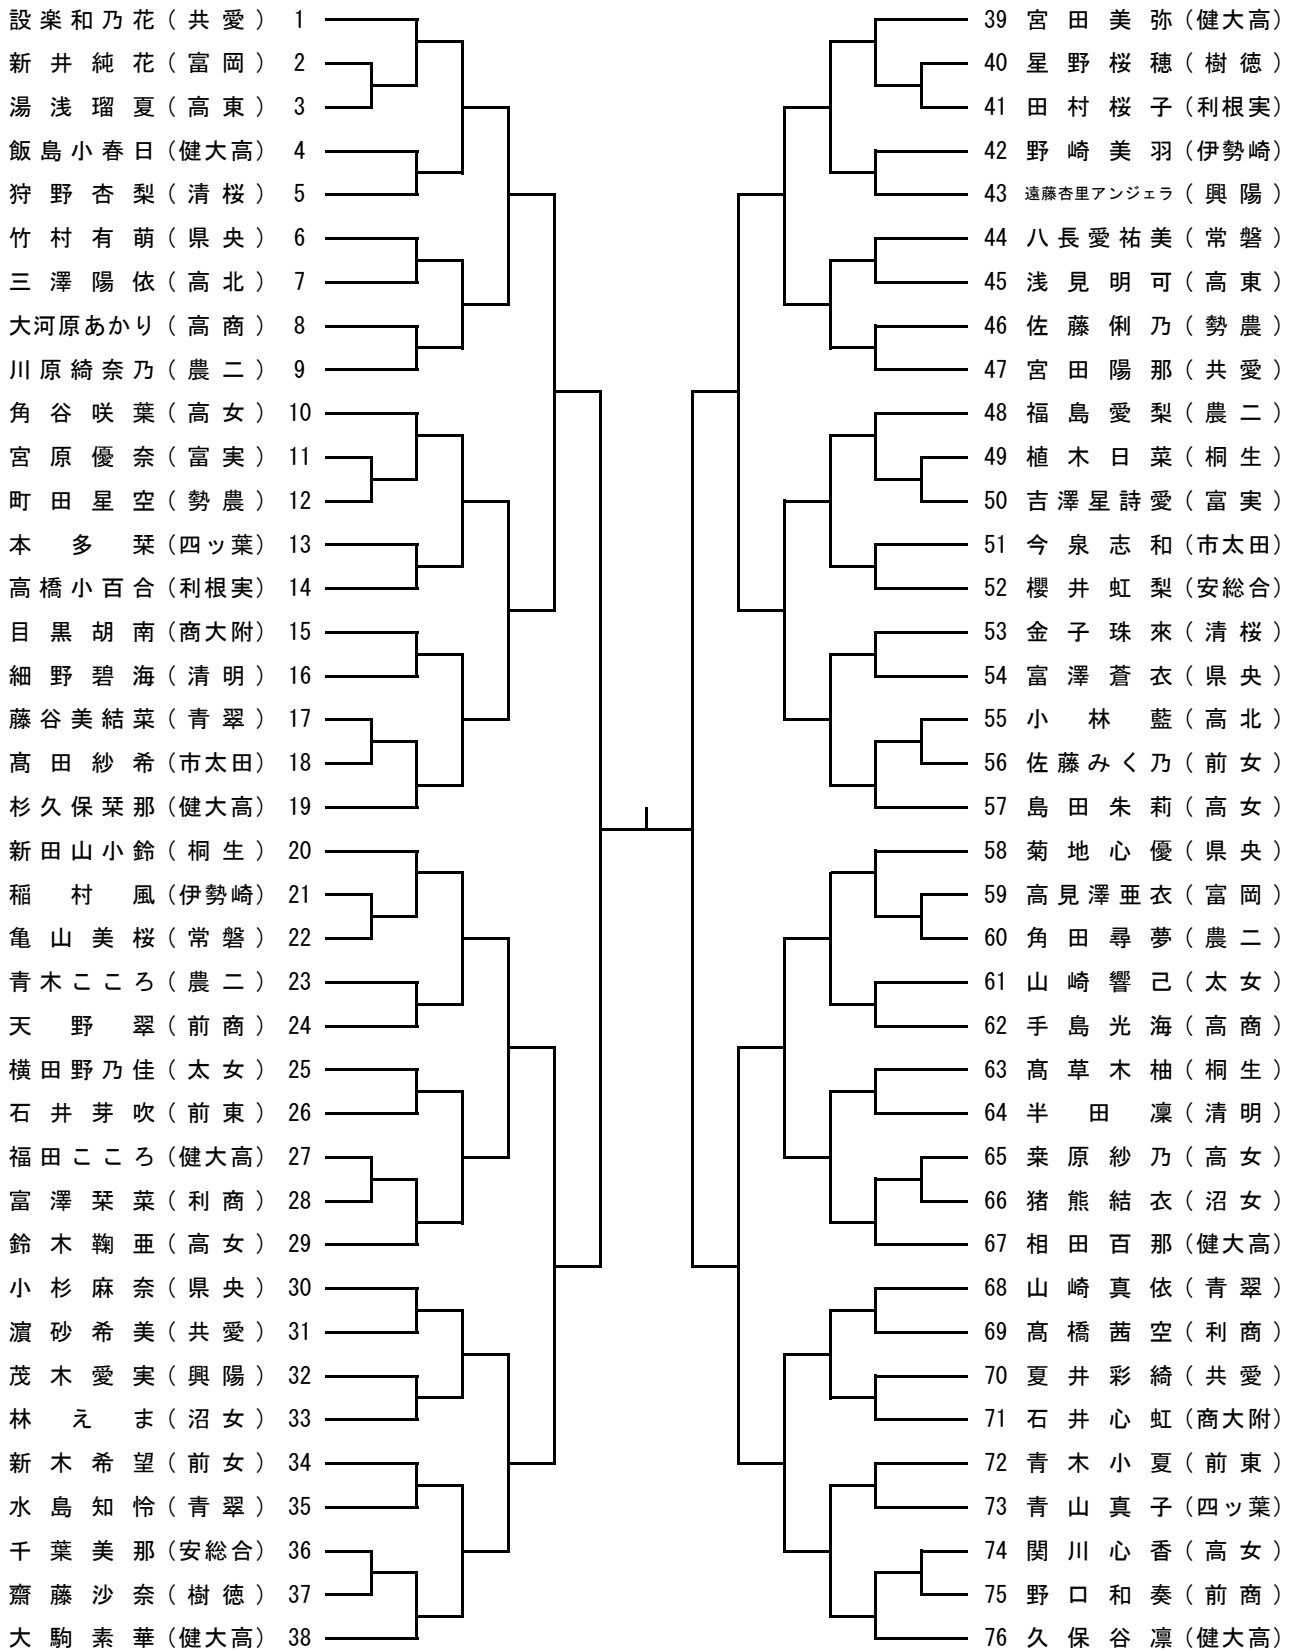 設楽和乃花（共愛） 1
新井純花（富岡） 2
湯浅瑠夏（高東） 3
飯島小春日（健大高） 4
狩野杏梨（清桜） 5
竹村有萌（県央） 6
三澤陽依（高北） 7
大河原あかり（高商） 8
川原綺奈乃（農二） 9
角谷咲葉（高女） 10
宮原優奈（富実） 11
町田星空（勢農） 12
本多栞（四ッ葉） 13
高橋小百合（利根実） 14
目黒胡南（商大附） 15
細野碧海（清明） 16
藤谷美結菜（青翠） 17
髙田紗希（市太田） 18
杉久保栞那（健大高） 19
新田山小鈴（桐生） 20
稲村風（伊勢崎） 21
亀山美桜（常磐） 22
青木こころ（農二） 23
天野翠（前商） 24
横田野乃佳（太女） 25
石井芽吹（前東） 26
福田こころ（健大高） 27
富澤栞菜（利商） 28
鈴木鞠亜（高女） 29
小杉麻奈（県央） 30
濵砂希美（共愛） 31
茂木愛実（興陽） 32
林えま（沼女） 33
新木希望（前女） 34
水島知怜（青翠） 35
千葉美那（安総合） 36
齋藤沙奈（樹徳） 37
大駒素華（健大高） 38
39 宮田美弥（健大高）
40 星野桜穂（樹徳）
41 田村桜子（利根実）
42 野崎美羽（伊勢崎）
43 遠藤杏里アンジェラ（興陽）
44 八長愛祐美（常磐）
45 浅見明可（高東）
46 佐藤俐乃（勢農）
47 宮田陽那（共愛）
48 福島愛梨（農二）
49 植木日菜（桐生）
50 吉澤星詩愛（富実）
51 今泉志和（市太田）
52 櫻井虹梨（安総合）
53 金子珠來（清桜）
54 富澤蒼衣（県央）
55 小林藍（高北）
56 佐藤みく乃（前女）
57 島田朱莉（高女）
58 菊地心優（県央）
59 高見澤亜衣（富岡）
60 角田尋夢（農二）
61 山崎響己（太女）
62 手島光海（高商）
63 髙草木柚（桐生）
64 半田凜（清明）
65 桒原紗乃（高女）
66 猪熊結衣（沼女）
67 相田百那（健大高）
68 山崎真依（青翠）
69 髙橋茜空（利商）
70 夏井彩綺（共愛）
71 石井心虹（商大附）
72 青木小夏（前東）
73 青山真子（四ッ葉）
74 関川心香（高女）
75 野口和奏（前商）
76 久保谷凛（健大高）